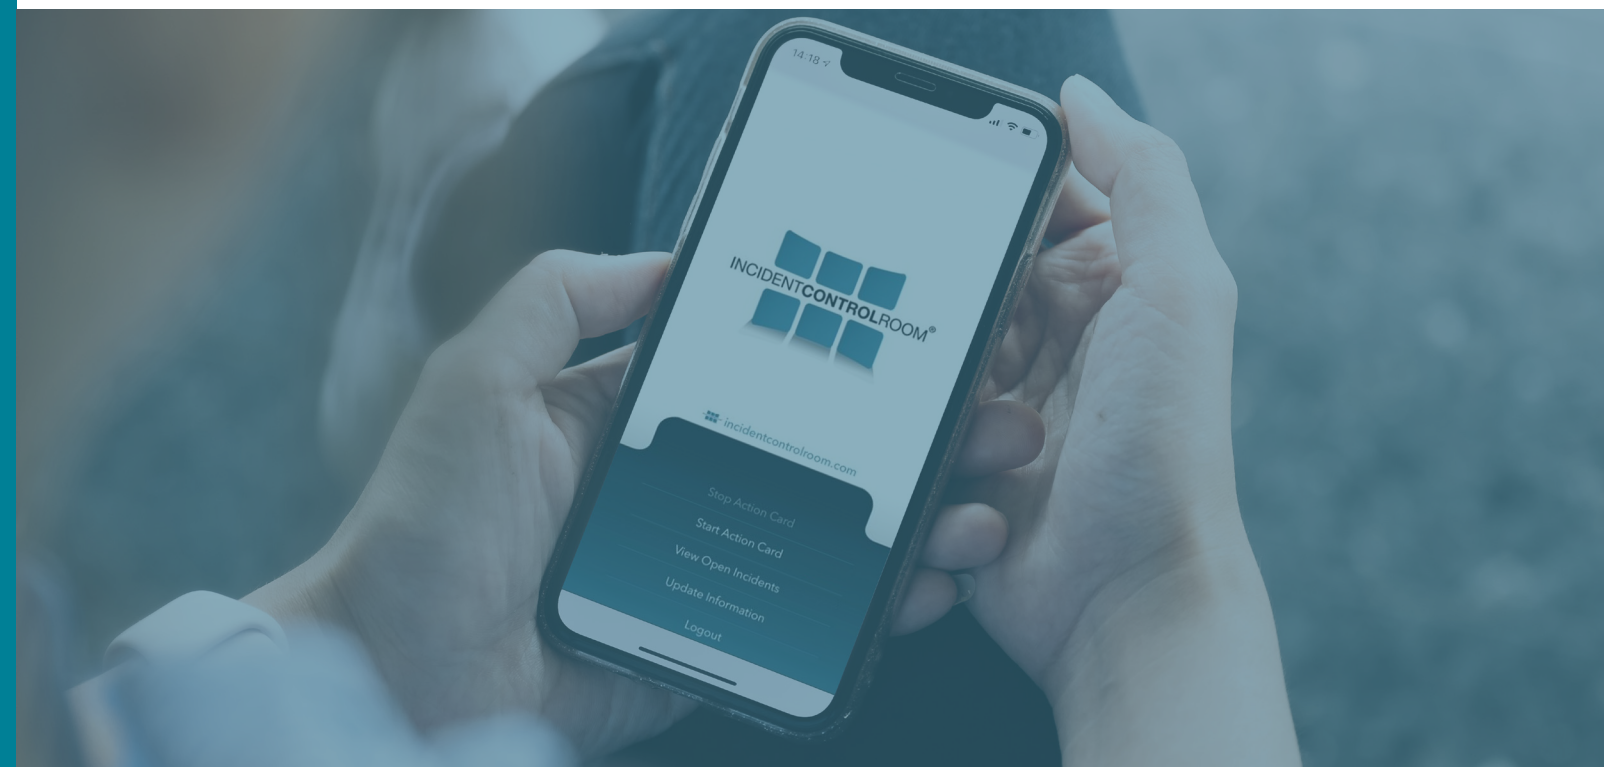 14:18
INCIDENTCONTROLROOM®
incidentcontrolroom.com
Stop Action Card
Start Action Card
View Open Incidents
Update Information
Logout